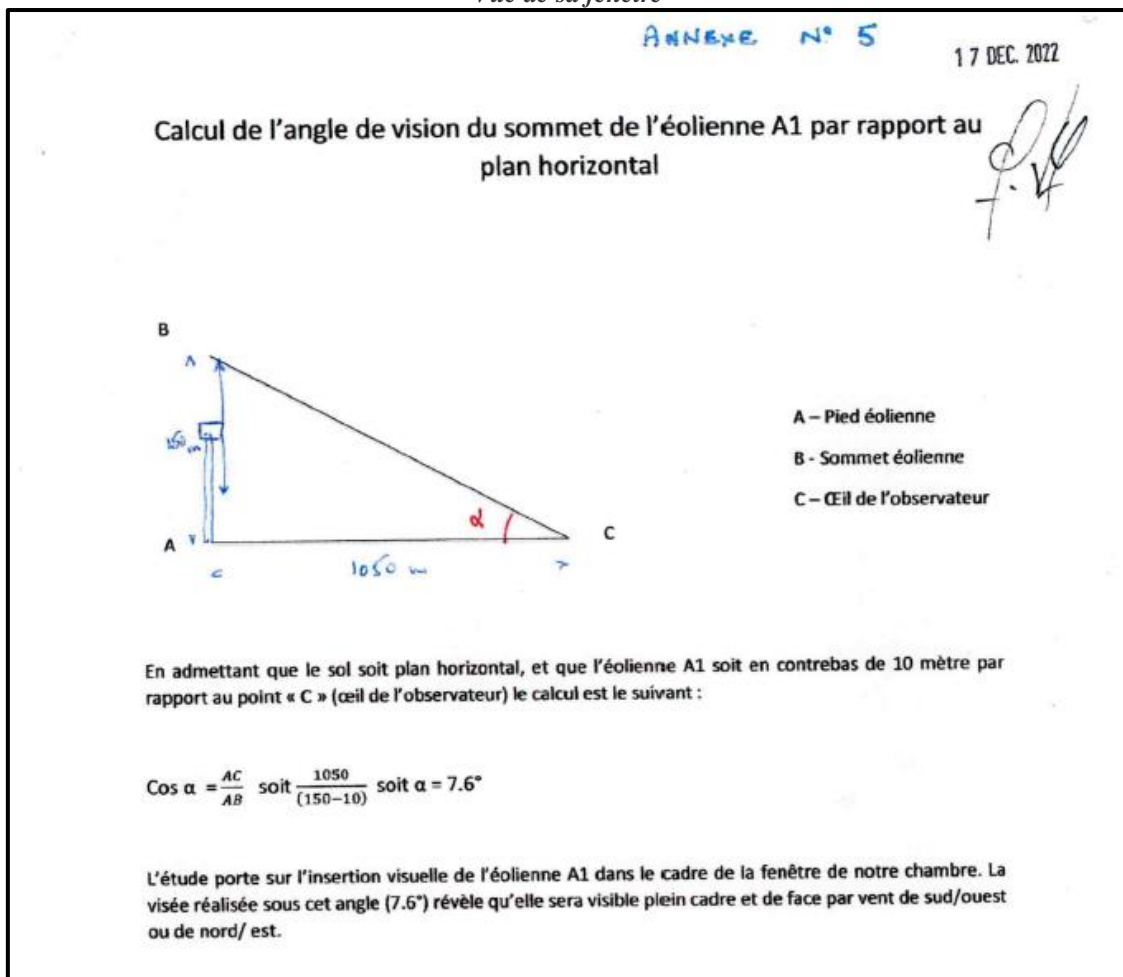 Vue de sa fenêtre
ANNEXE N° 5
17 DEC. 2022
Calcul de l'angle de vision du sommet de l'éolienne A1 par rapport au
plan horizontal
B
150 m
A
α
C
1050 m
A – Pied éolienne
B - Sommet éolienne
C – Œil de l'observateur
En admettant que le sol soit plan horizontal, et que l'éolienne A1 soit en contrebas de 10 mètre par
rapport au point « C » (œil de l'observateur) le calcul est le suivant :
Cos α = AC/AB soit 1050/(150−10) soit α = 7.6°
L'étude porte sur l'insertion visuelle de l'éolienne A1 dans le cadre de la fenêtre de notre chambre. La
visée réalisée sous cet angle (7.6°) révèle qu'elle sera visible plein cadre et de face par vent de sud/ouest
ou de nord/ est.